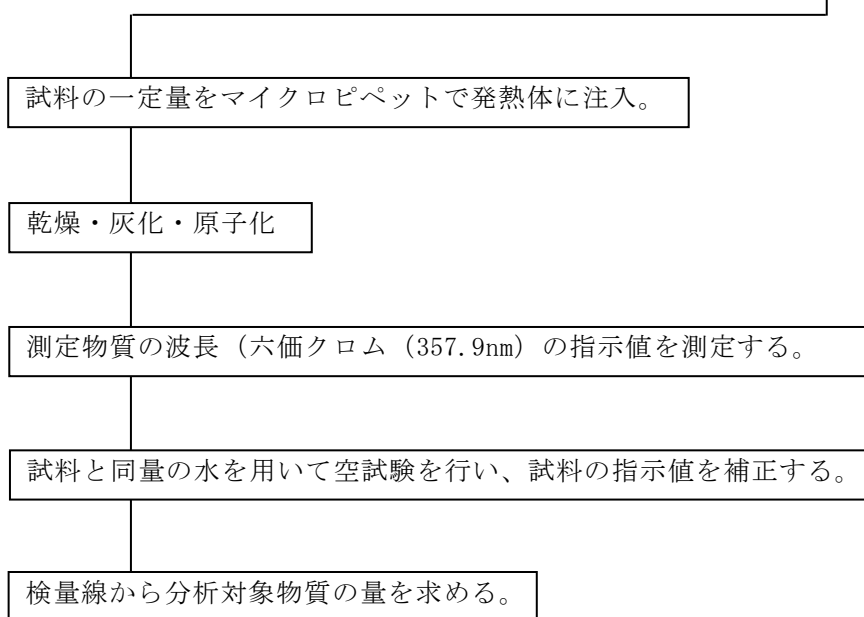 試料の一定量をマイクロピペットで発熱体に注入。
乾燥・灰化・原子化
測定物質の波長（六価クロム（357.9nm）の指示値を測定する。
試料と同量の水を用いて空試験を行い、試料の指示値を補正する。
検量線から分析対象物質の量を求める。